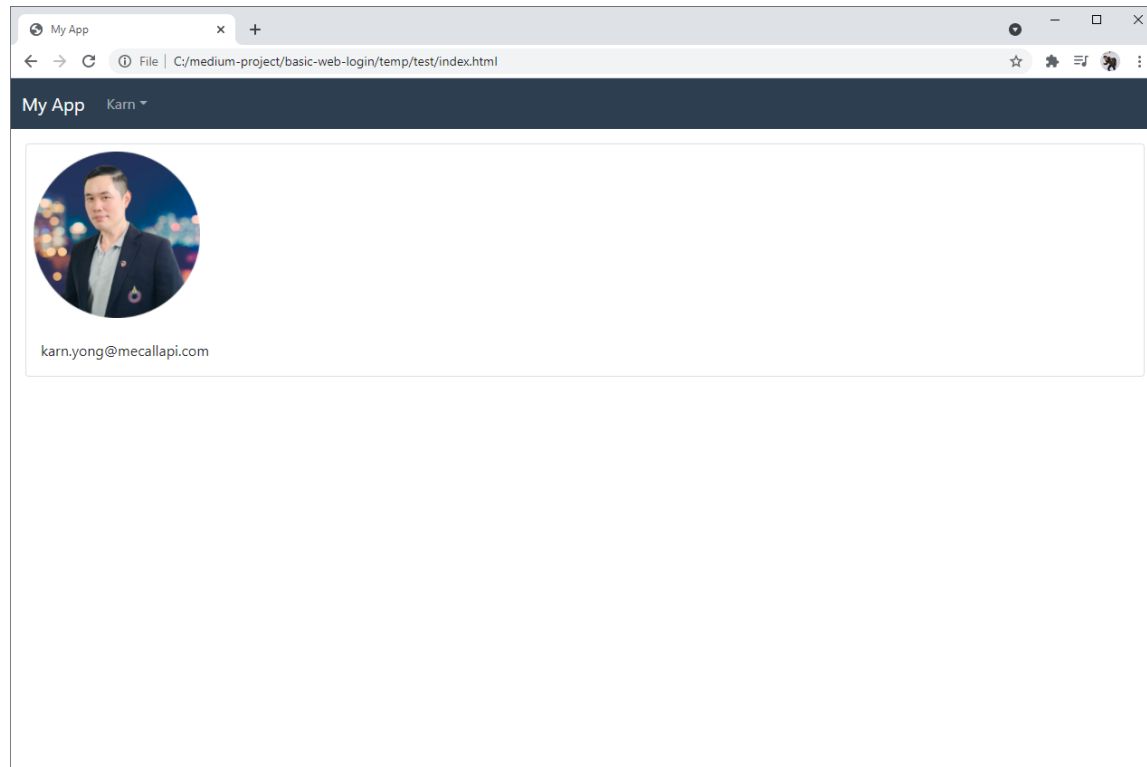 My App
File C:/medium-project/basic-web-login/temp/test/index.html
My App Karn
karn.yong@mecallapi.com